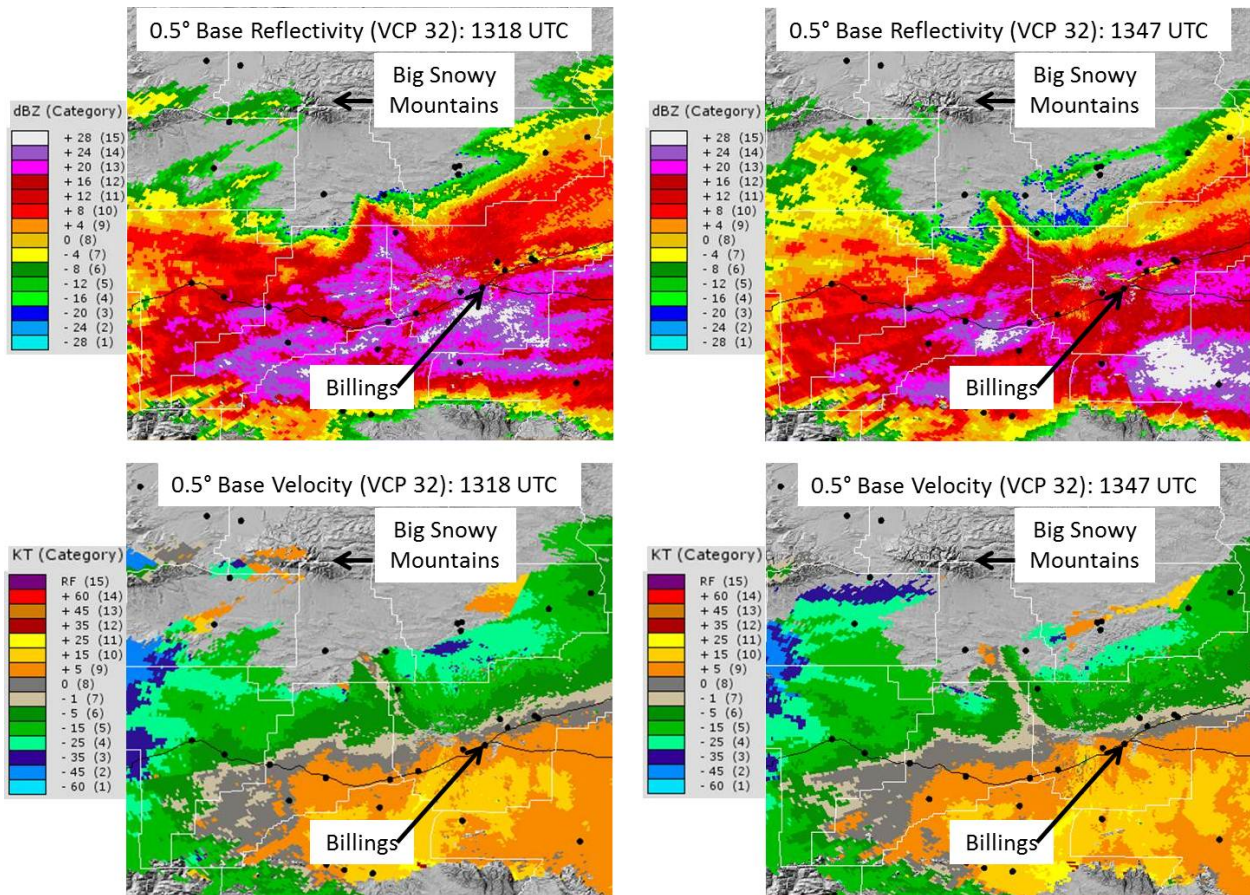 0.5° Base Reflectivity (VCP 32): 1318 UTC
Big Snowy
Mountains
dBZ (Category)
+ 28 (15)
+ 24 (14)
+ 20 (13)
+ 16 (12)
+ 12 (11)
+ 8 (10)
+ 4 (9)
0 (8)
- 4 (7)
- 8 (6)
- 12 (5)
- 16 (4)
- 20 (3)
- 24 (2)
- 28 (1)
Billings
0.5° Base Reflectivity (VCP 32): 1347 UTC
Big Snowy
Mountains
dBZ (Category)
+ 28 (15)
+ 24 (14)
+ 20 (13)
+ 16 (12)
+ 12 (11)
+ 8 (10)
+ 4 (9)
0 (8)
- 4 (7)
- 8 (6)
- 12 (5)
- 16 (4)
- 20 (3)
- 24 (2)
- 28 (1)
Billings
0.5° Base Velocity (VCP 32): 1318 UTC
Big Snowy
Mountains
KT (Category)
RF (15)
+ 60 (14)
+ 45 (13)
+ 35 (12)
+ 25 (11)
+ 15 (10)
+ 5 (9)
0 (8)
- 1 (7)
- 5 (6)
- 15 (5)
- 25 (4)
- 35 (3)
- 45 (2)
- 60 (1)
Billings
0.5° Base Velocity (VCP 32): 1347 UTC
Big Snowy
Mountains
KT (Category)
RF (15)
+ 60 (14)
+ 45 (13)
+ 35 (12)
+ 25 (11)
+ 15 (10)
+ 5 (9)
0 (8)
- 1 (7)
- 5 (6)
- 15 (5)
- 25 (4)
- 35 (3)
- 45 (2)
- 60 (1)
Billings